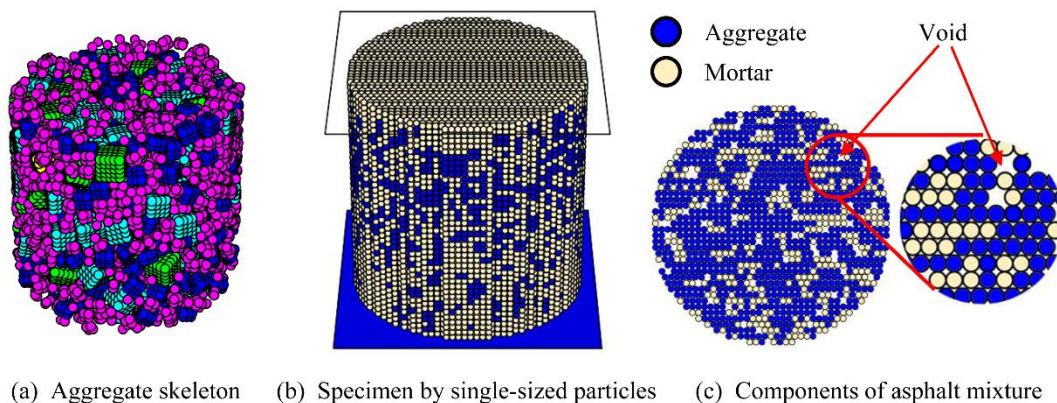 Aggregate
Mortar
Void
(a) Aggregate skeleton
(b) Specimen by single-sized particles
(c) Components of asphalt mixture